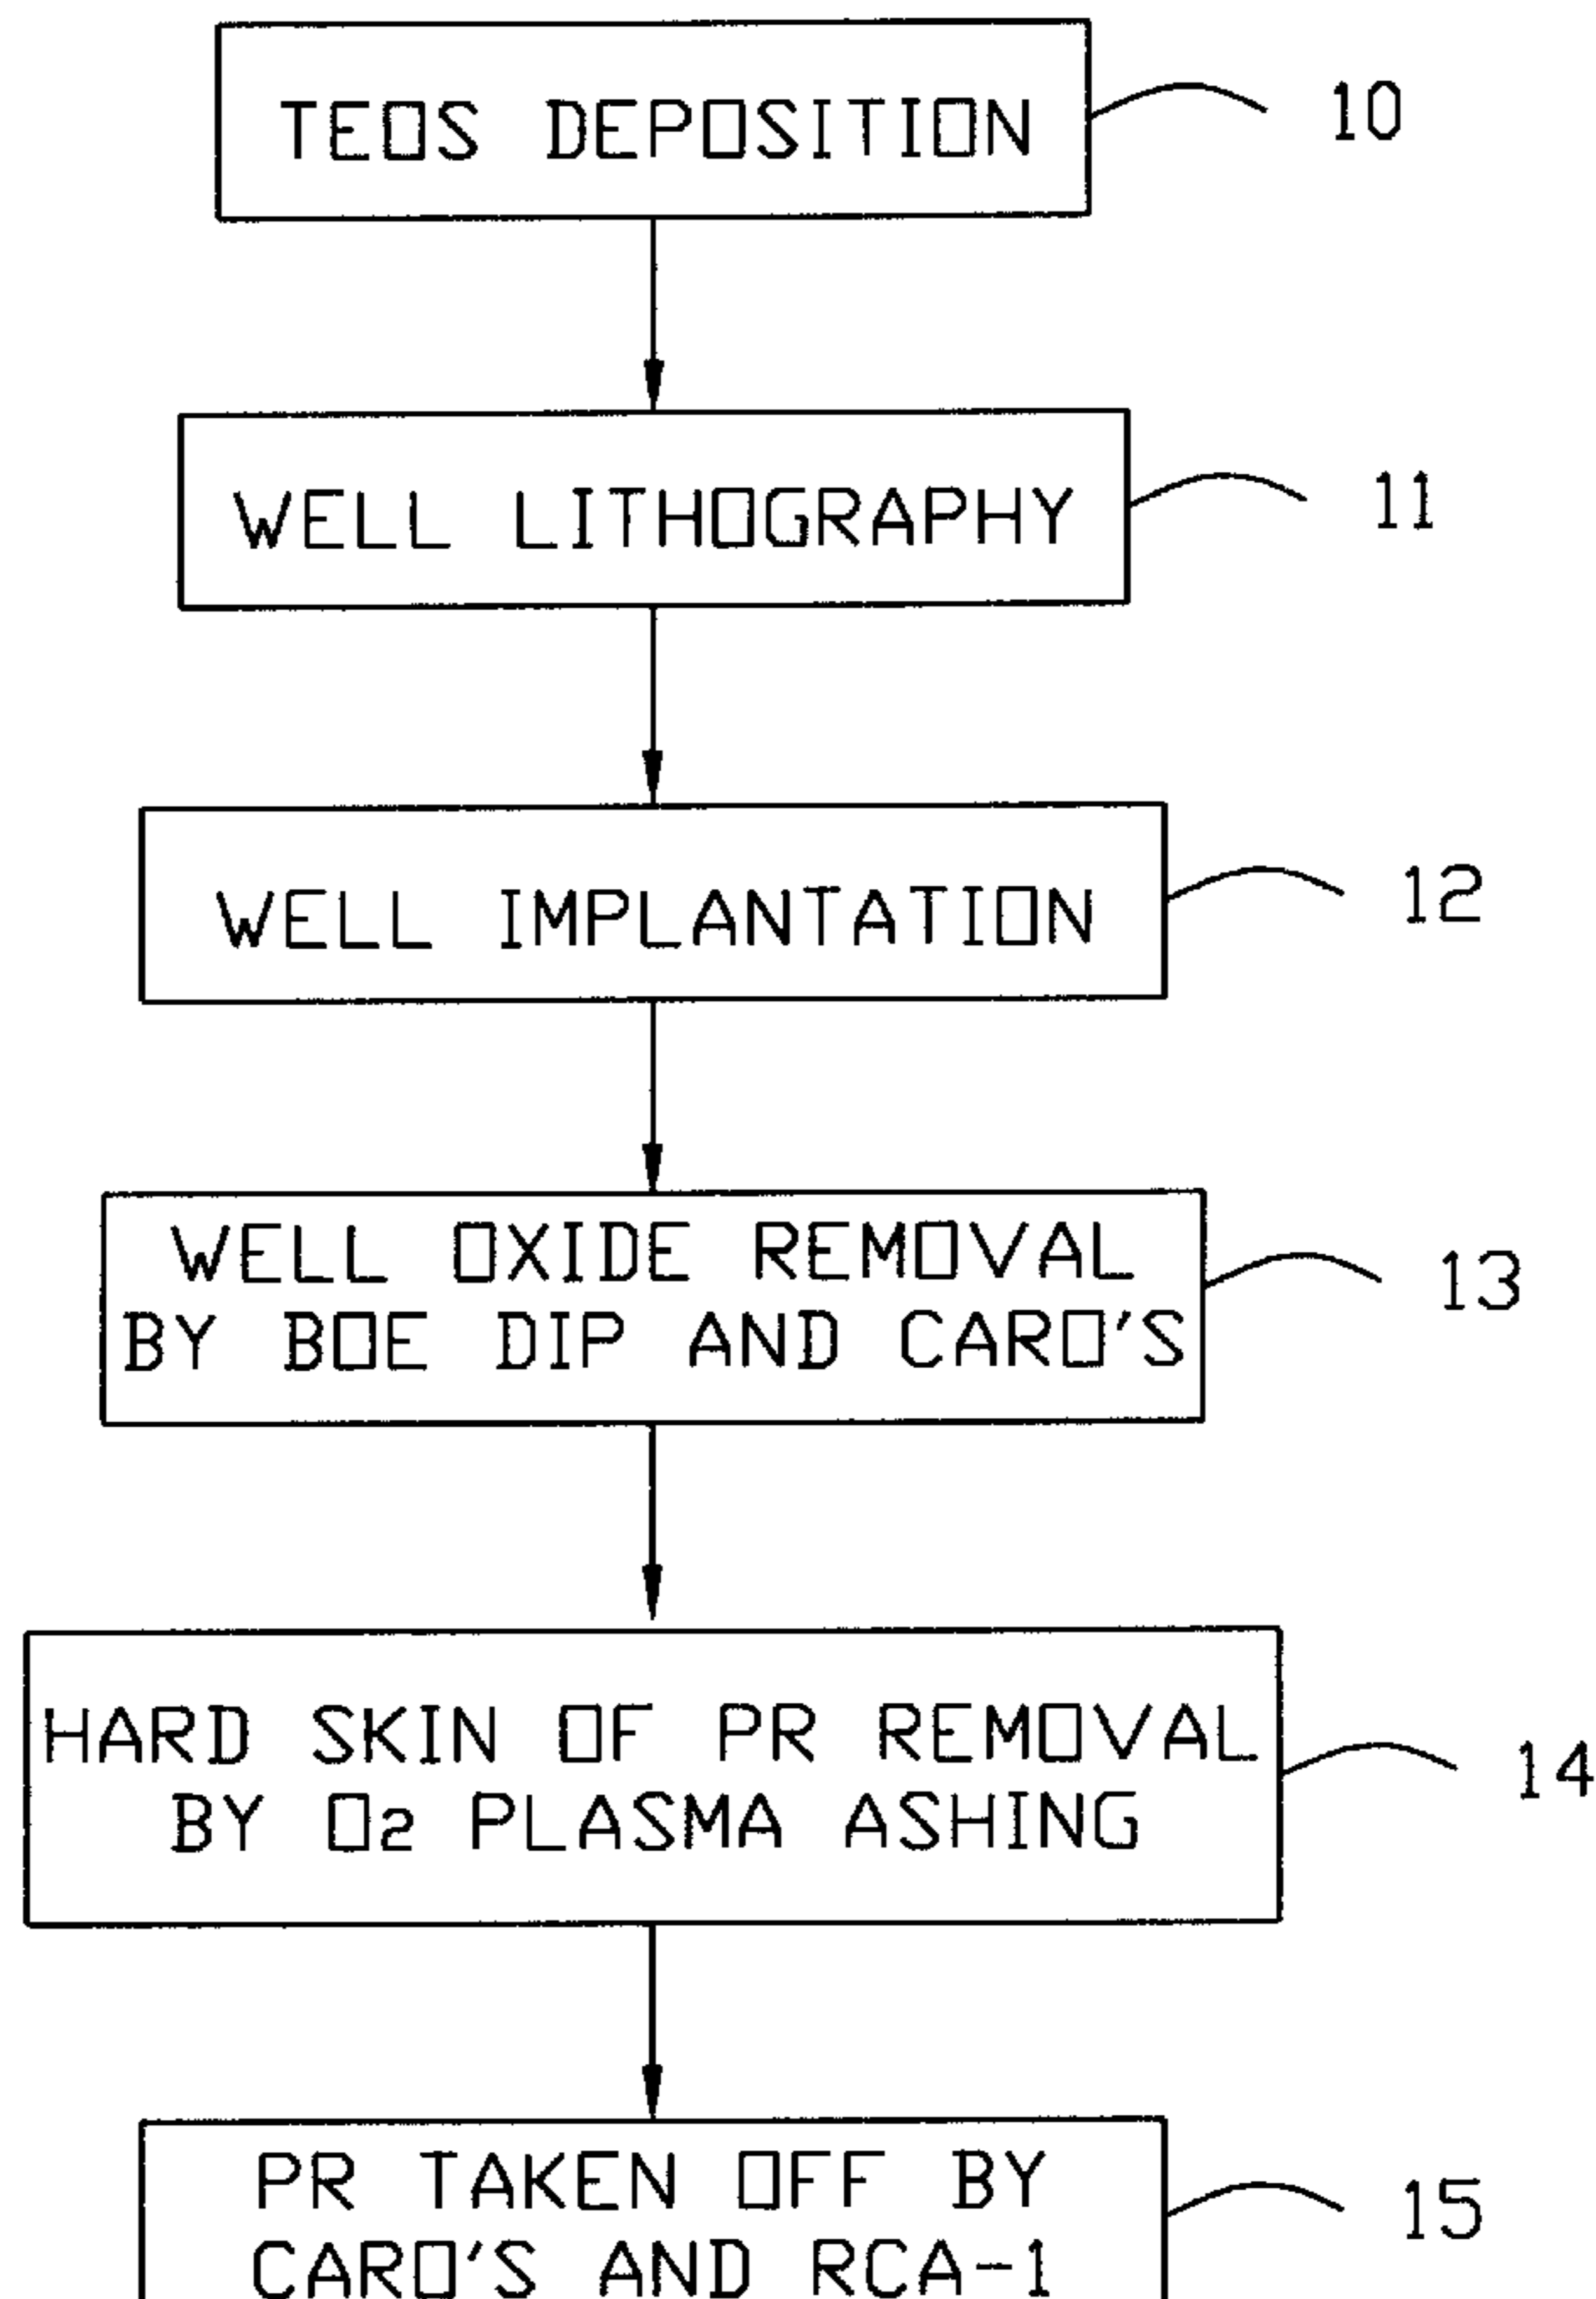 TEOS DEPOSITION
10
WELL LITHOGRAPHY
11
WELL IMPLANTATION
12
WELL OXIDE REMOVAL
BY BOE DIP AND CARO'S
13
HARD SKIN OF PR REMOVAL
BY O₂ PLASMA ASHING
14
PR TAKEN OFF BY
CARO'S AND RCA-1
15